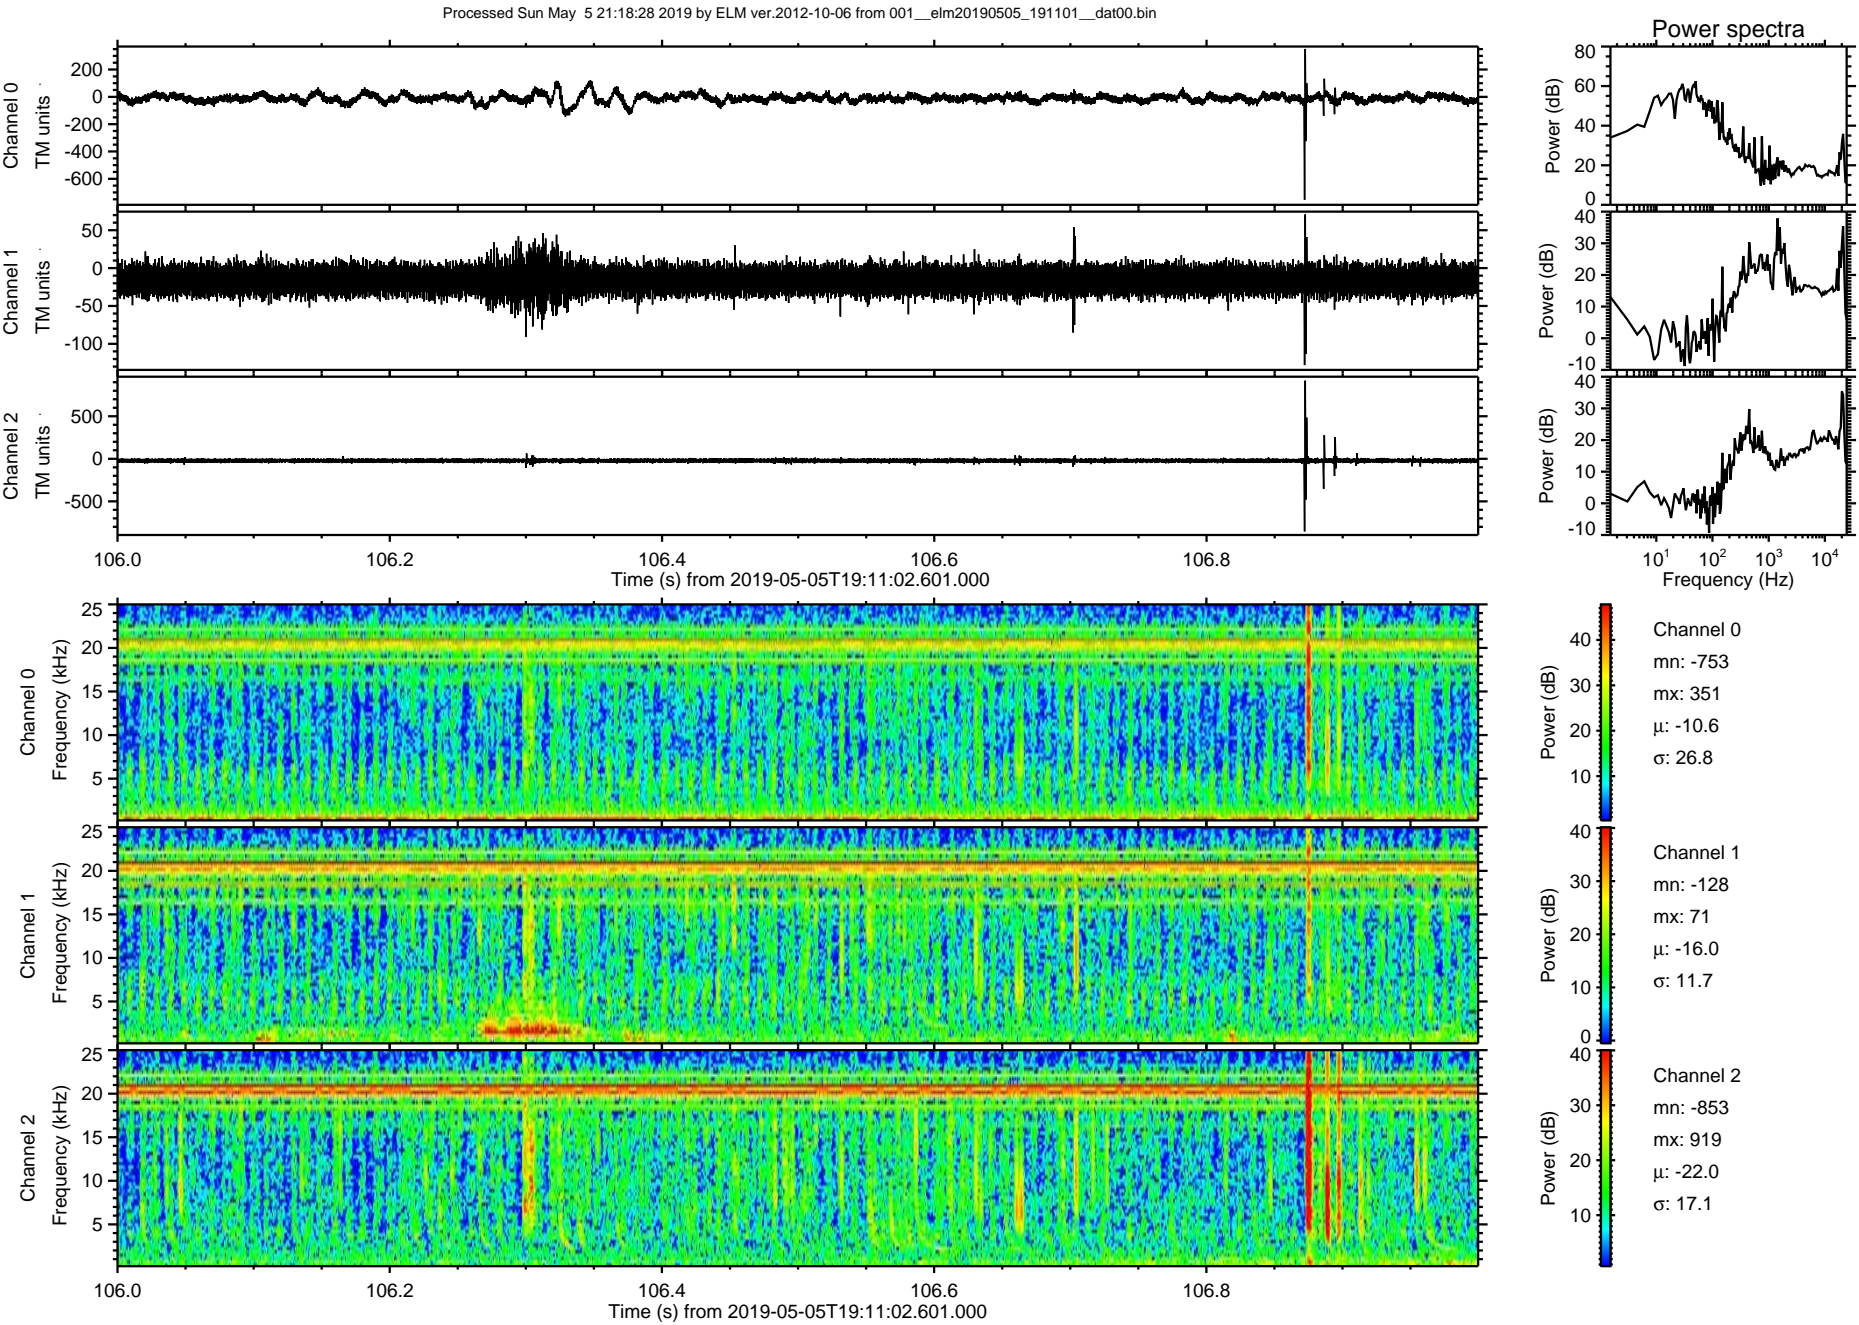 Processed Sun May  5 21:18:28 2019 by ELM ver.2012-10-06 from 001__elm20190505_191101__dat00.bin
Power spectra
Channel 0
TM units
200
0
-200
-400
-600
Power (dB)
80
60
40
20
0
Channel 1
TM units
50
0
-50
-100
Power (dB)
40
30
20
10
0
-10
Channel 2
TM units
500
0
-500
Power (dB)
40
30
20
10
0
-10
106.0 106.2 106.4 106.6 106.8
Time (s) from 2019-05-05T19:11:02.601.000
10^1 10^2 10^3 10^4
Frequency (Hz)
Channel 0
Frequency (kHz)
25
20
15
10
5
Power (dB)
40
30
20
10
Channel 0
mn: -753
mx: 351
μ: -10.6
σ: 26.8
Channel 1
Frequency (kHz)
25
20
15
10
5
Power (dB)
40
30
20
10
0
Channel 1
mn: -128
mx: 71
μ: -16.0
σ: 11.7
Channel 2
Frequency (kHz)
25
20
15
10
5
Power (dB)
40
30
20
10
Channel 2
mn: -853
mx: 919
μ: -22.0
σ: 17.1
106.0 106.2 106.4 106.6 106.8
Time (s) from 2019-05-05T19:11:02.601.000